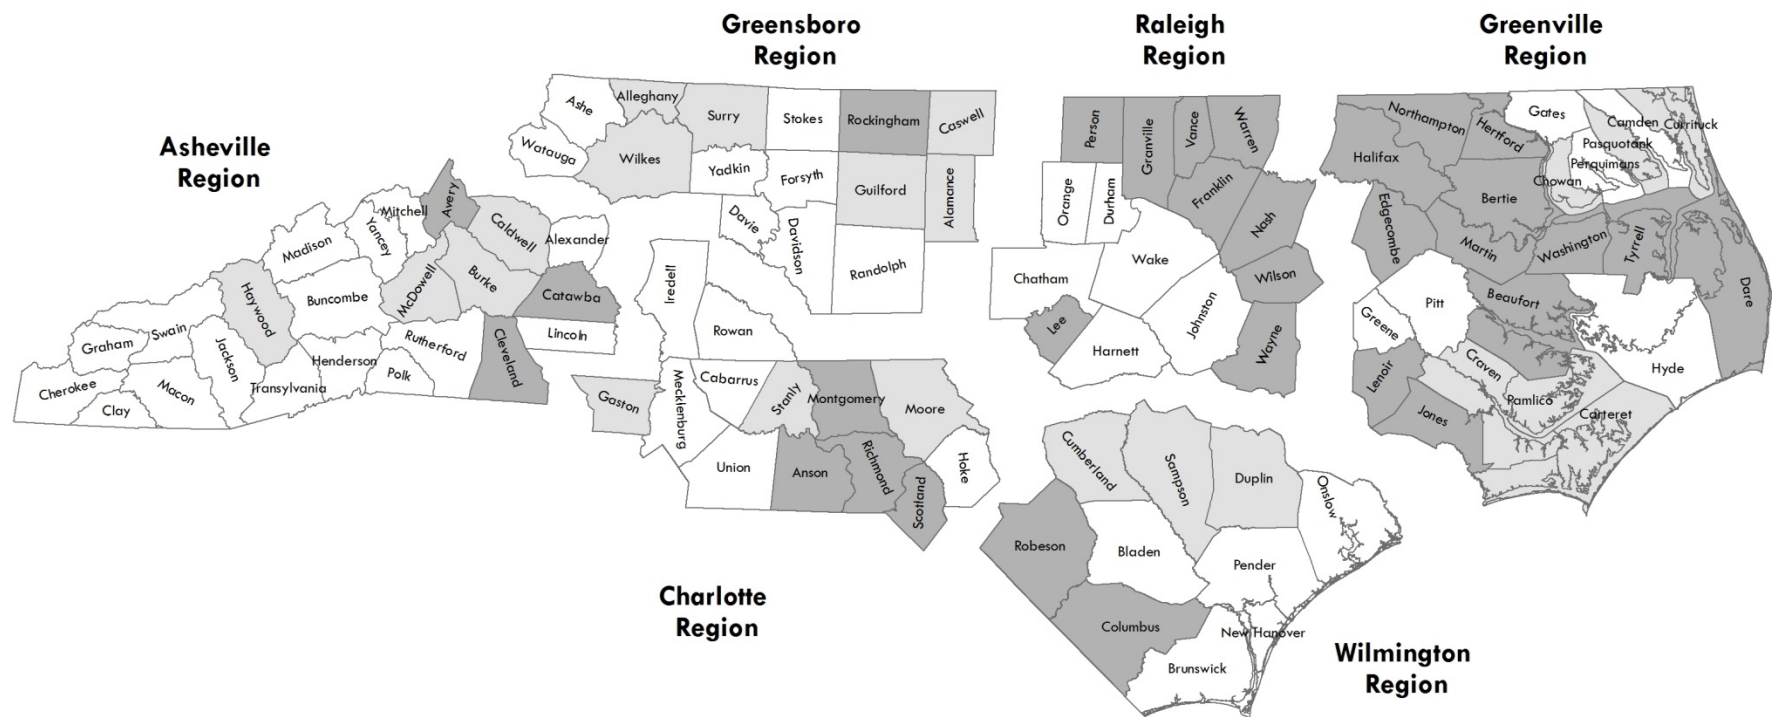 Greensboro
Region
Raleigh
Region
Greenville
Region
Asheville
Region
Charlotte
Region
Wilmington
Region
Ashe
Alleghany
Surry
Stokes
Rockingham
Caswell
Watauga
Wilkes
Yadkin
Forsyth
Guilford
Alamance
Davie
Davidson
Randolph
Avery
Mitchell
Yancey
Madison
Caldwell
Alexander
McDowell
Burke
Catawba
Haywood
Buncombe
Swain
Graham
Jackson
Henderson
Rutherford
Cleveland
Lincoln
Cherokee
Clay
Macon
Transylvania
Polk
Iredell
Rowan
Gaston
Mecklenburg
Cabarrus
Stanly
Montgomery
Moore
Union
Anson
Richmond
Scotland
Hoke
Person
Granville
Vance
Warren
Orange
Durham
Franklin
Nash
Chatham
Wake
Wilson
Lee
Harnett
Johnston
Wayne
Northampton
Hertford
Gates
Camden
Currituck
Pasquotank
Perquimans
Halifax
Chowan
Bertie
Edgecombe
Martin
Washington
Tyrrell
Dare
Pitt
Beaufort
Greene
Hyde
Lenoir
Craven
Pamlico
Jones
Carteret
Cumberland
Sampson
Duplin
Onslow
Robeson
Bladen
Pender
Columbus
New Hanover
Brunswick